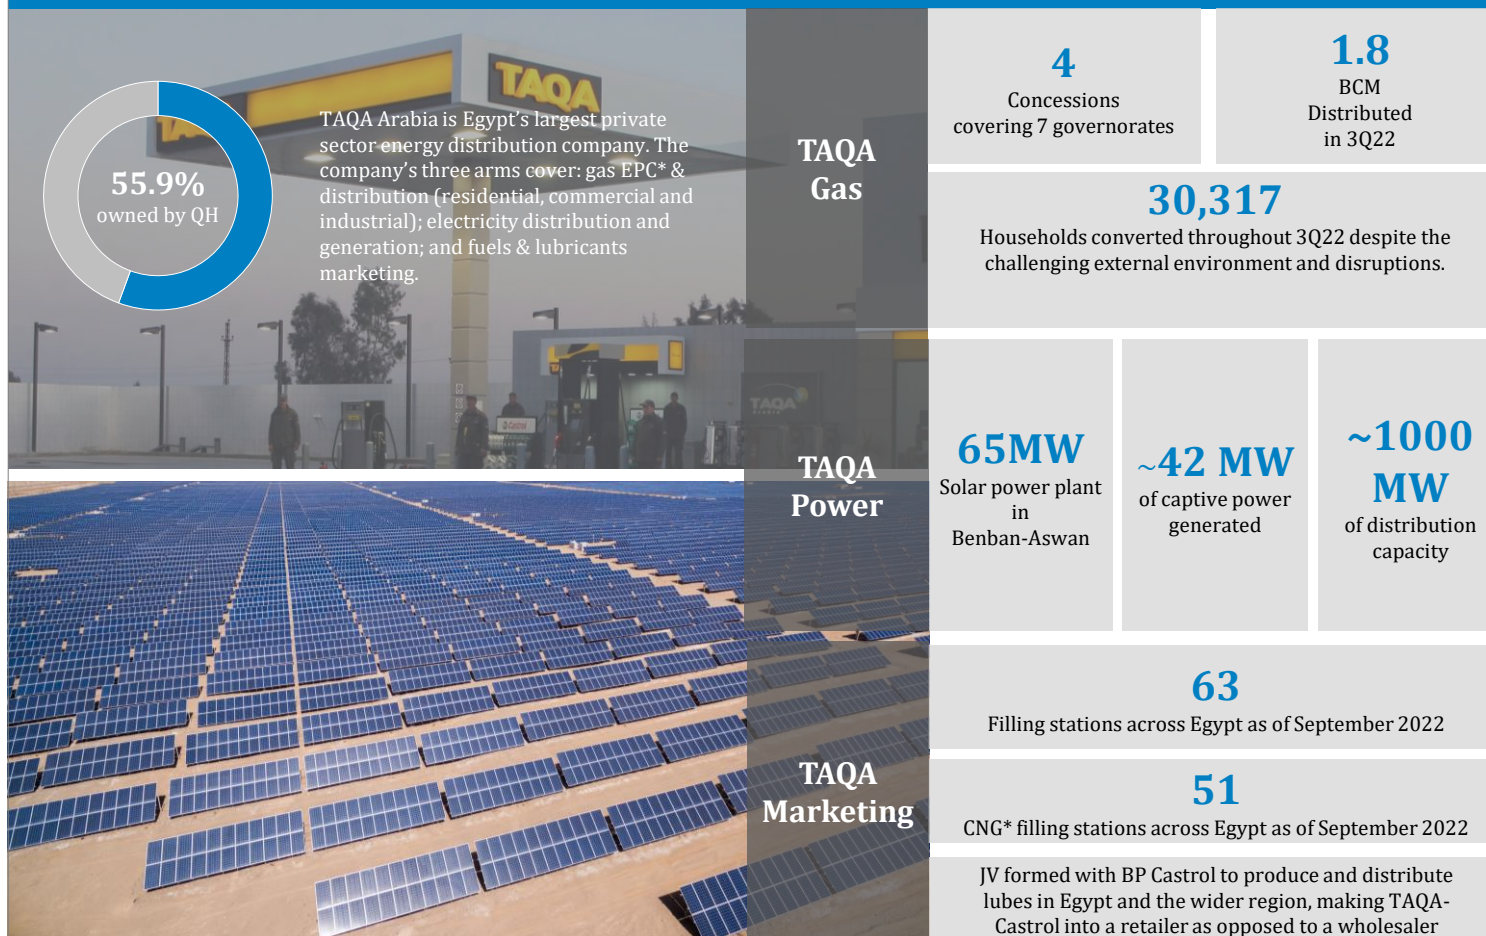 TAQA
55.9%
owned by QH
TAQA Arabia is Egypt's largest private
sector energy distribution company. The
company's three arms cover: gas EPC* &
distribution (residential, commercial and
industrial); electricity distribution and
generation; and fuels & lubricants
marketing.
TAQA
Gas
4
Concessions
covering 7 governorates
1.8
BCM
Distributed
in 3Q22
30,317
Households converted throughout 3Q22 despite the
challenging external environment and disruptions.
TAQA
Castrol
TAQA
Power
65MW
Solar power plant
in
Benban-Aswan
~42 MW
of captive power
generated
~1000
MW
of distribution
capacity
TAQA
Marketing
63
Filling stations across Egypt as of September 2022
51
CNG* filling stations across Egypt as of September 2022
JV formed with BP Castrol to produce and distribute
lubes in Egypt and the wider region, making TAQA-
Castrol into a retailer as opposed to a wholesaler